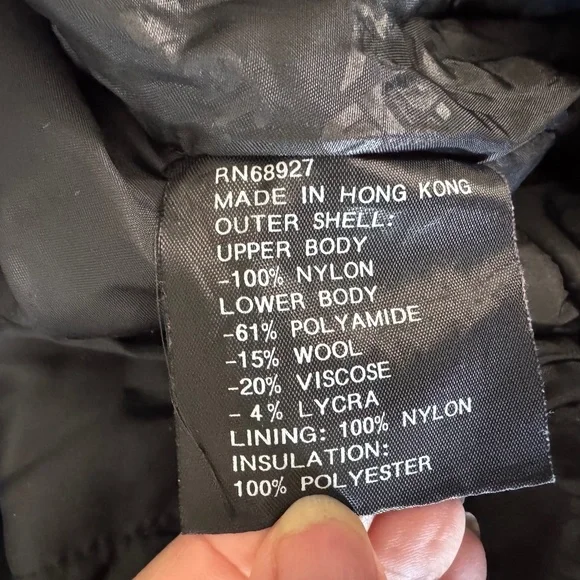 RN68927
MADE IN HONG KONG
OUTER SHELL:
UPPER BODY
-100% NYLON
LOWER BODY
-61% POLYAMIDE
-15% WOOL
-20% VISCOSE
- 4% LYCRA
LINING: 100% NYLON
INSULATION:
100% POLYESTER